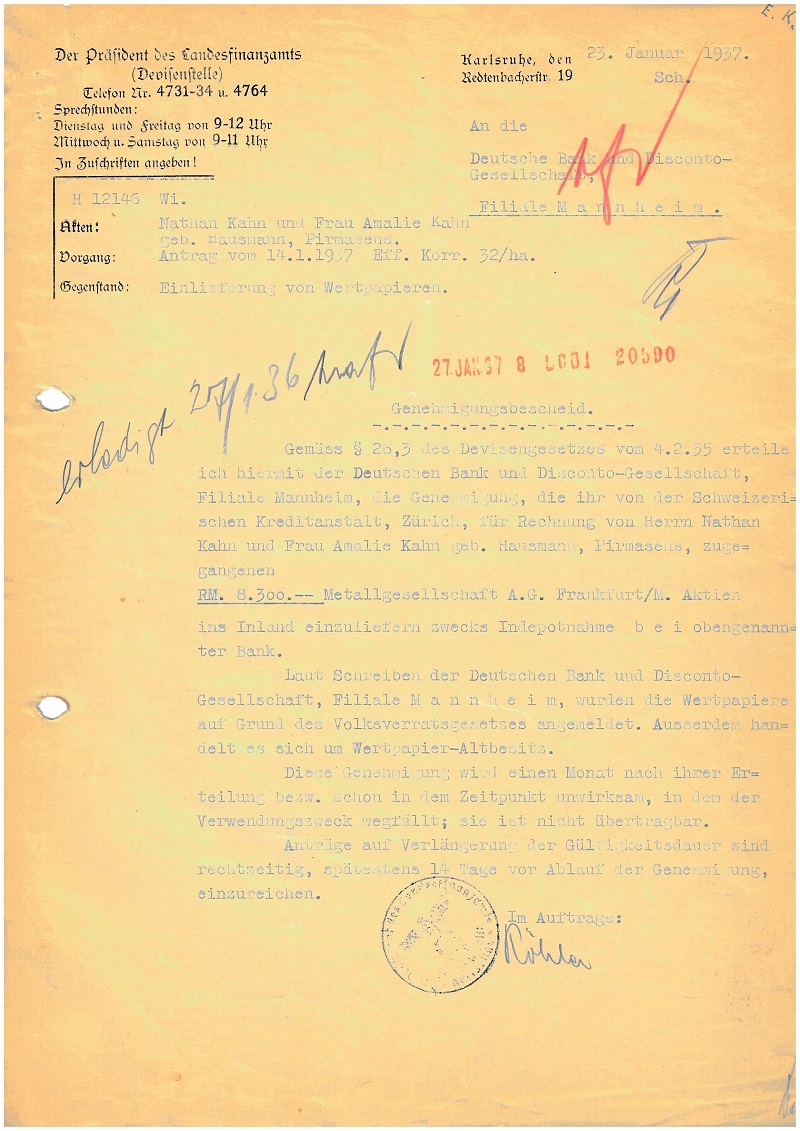 E. K.
Der Präsident des Landesfinanzamts
(Devisenstelle)
Telefon Nr. 4731-34 u. 4764
Sprechstunden:
Dienstag und Freitag von 9-12 Uhr
Mittwoch u. Samstag von 9-11 Uhr
In Zuschriften angeben!
Karlsruhe, den 23. Januar 1937.
Redtenbacherstr. 19 Sch.
An die
Deutsche Bank und Disconto-
Gesellschaft,
Filiale M a n n h e i m .
H 12146 Wi.
Akten: Nathan Kahn und Frau Amalie Kahn
geb. Hausmann, Pirmasens.
Vorgang: Antrag vom 14.1.1937 Eff. Korr. 32/ha.
Gegenstand: Einlieferung von Wertpapieren.
erledigt 27/1.36
27.JAN.37 8
Genehmigungsbescheid.
-.-.-.-.-.-.-.-.-.-.-.-.-
Gemäss § 26,3 des Devisengesetzes vom 4.2.35 erteile
ich hiermit der Deutschen Bank und Disconto-Gesellschaft,
Filiale Mannheim, die Genehmigung, die ihr von der Schweizeri=
schen Kreditanstalt, Zürich, für Rechnung von Herrn Nathan
Kahn und Frau Amalie Kahn geb. Hausmann, Pirmasens, zuge=
gangenen
RM. 8.300.-- Metallgesellschaft A.G. Frankfurt/M. Aktien
ins Inland einzuliefern zwecks Indepotnahme b e i obengenann=
ter Bank.
Laut Schreiben der Deutschen Bank und Disconto-
Gesellschaft, Filiale M a n n h e i m, wurden die Wertpapiere
auf Grund des Volksverratsgesetzes angemeldet. Ausserdem han=
delt es sich um Wertpapier-Altbesitz.
Diese Genehmigung wird einen Monat nach ihrer Er=
teilung bezw. schon in dem Zeitpunkt unwirksam, in dem der
Verwendungszweck wegfällt; sie ist nicht übertragbar.
Anträge auf Verlängerung der Gültigkeitsdauer sind
rechtzeitig, spätestens 14 Tage vor Ablauf der Genehmi ung,
einzureichen.
Im Auftrage:
Köhler